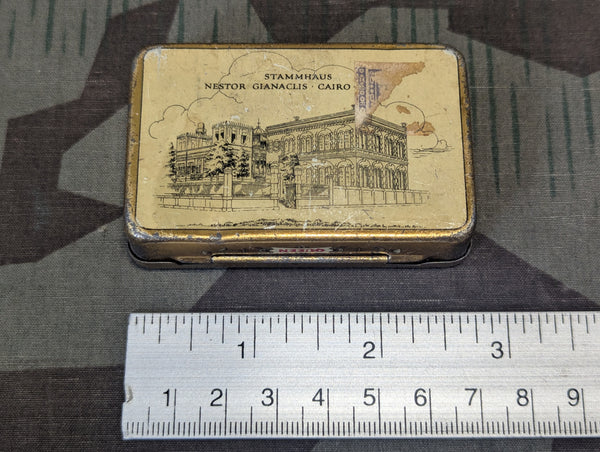 STAMMHAUS
NESTOR GIANACLIS · CAIRO
1 2 3
1 2 3 4 5 6 7 8 9